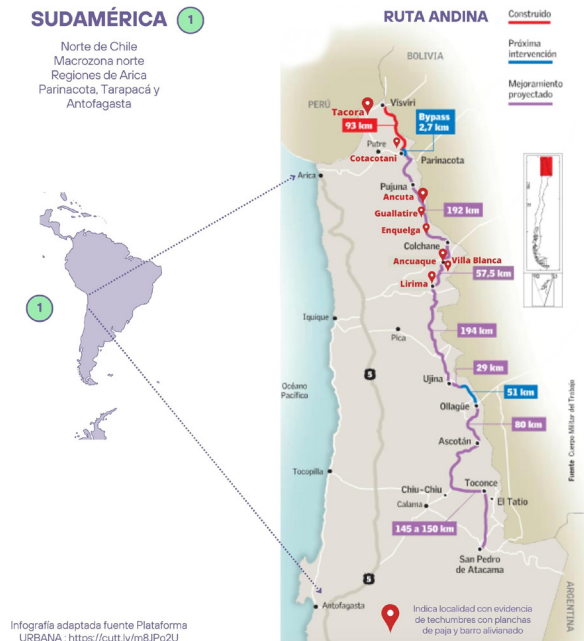 SUDAMÉRICA 1
Norte de Chile
Macrozona norte
Regiones de Arica
Parinacota, Tarapacá y
Antofagasta
1
RUTA ANDINA
Construido
Próxima
intervención
Mejoramiento
proyectado
BOLIVIA
PERÚ
Visviri
Tacora
93 km
Bypass
2,7 km
Putre
Cotacotani
Parinacota
Arica
Pujuna
Ancuta
Guallatire
192 km
Enquelga
Colchane
Ancuaque
Villa Blanca
57,5 km
Lirima
Iquique
194 km
Pica
29 km
5
Ujina
51 km
Océano
Pacífico
Ollagüe
80 km
Ascotán
Tocopilla
Chiu-Chiu
Toconce
El Tatio
Calama
145 a 150 km
San Pedro
de Atacama
5
Antofagasta
ARGENTINA
Fuente Cuerpo Militar del Trabajo
Indica localidad con evidencia
de techumbres con planchas
de paja y barro alivianado
Infografía adaptada fuente Plataforma
URBANA : https://cutt.ly/m8JPo2U